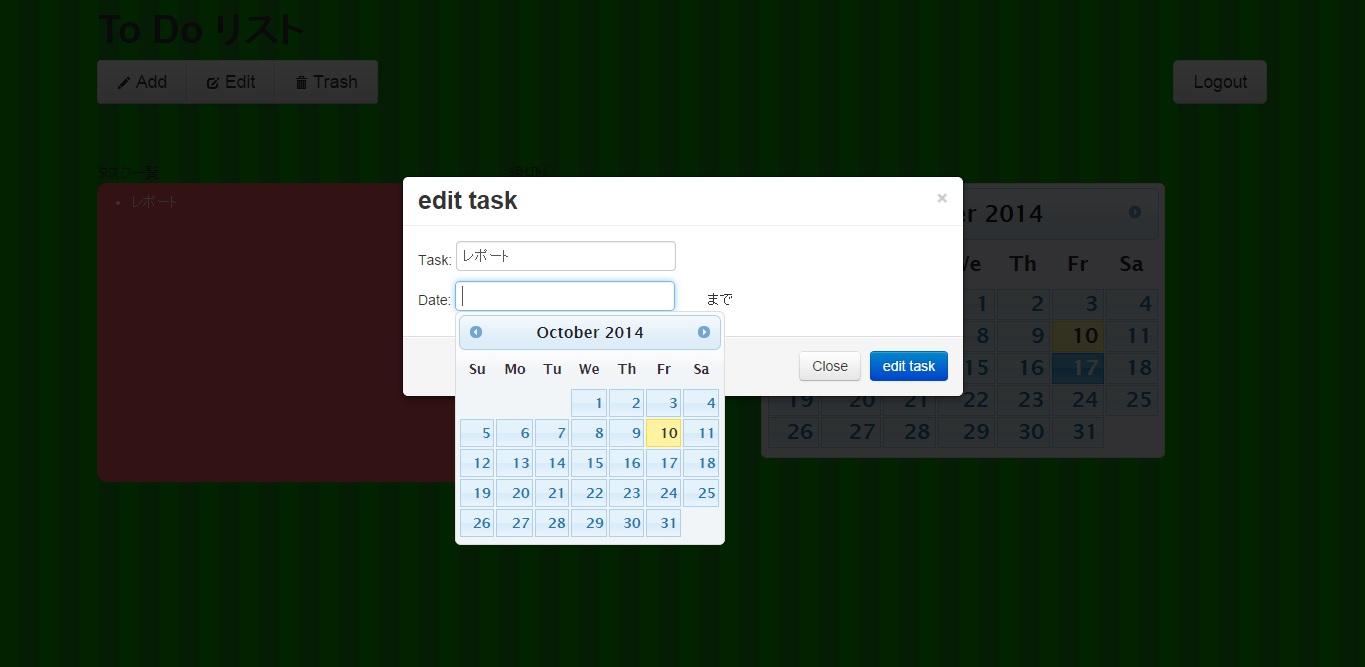 To Do リスト
Add Edit Trash
Logout
タスク一覧
レポート
edit task ×
Task: レポート
Date: まで
October 2014
Su Mo Tu We Th Fr Sa
1 2 3 4
5 6 7 8 9 10 11
12 13 14 15 16 17 18
19 20 21 22 23 24 25
26 27 28 29 30 31
Close edit task
2014
Th Fr Sa
1 2 3 4
8 9 10 11
15 16 17 18
19 20 21 22 23 24 25
26 27 28 29 30 31